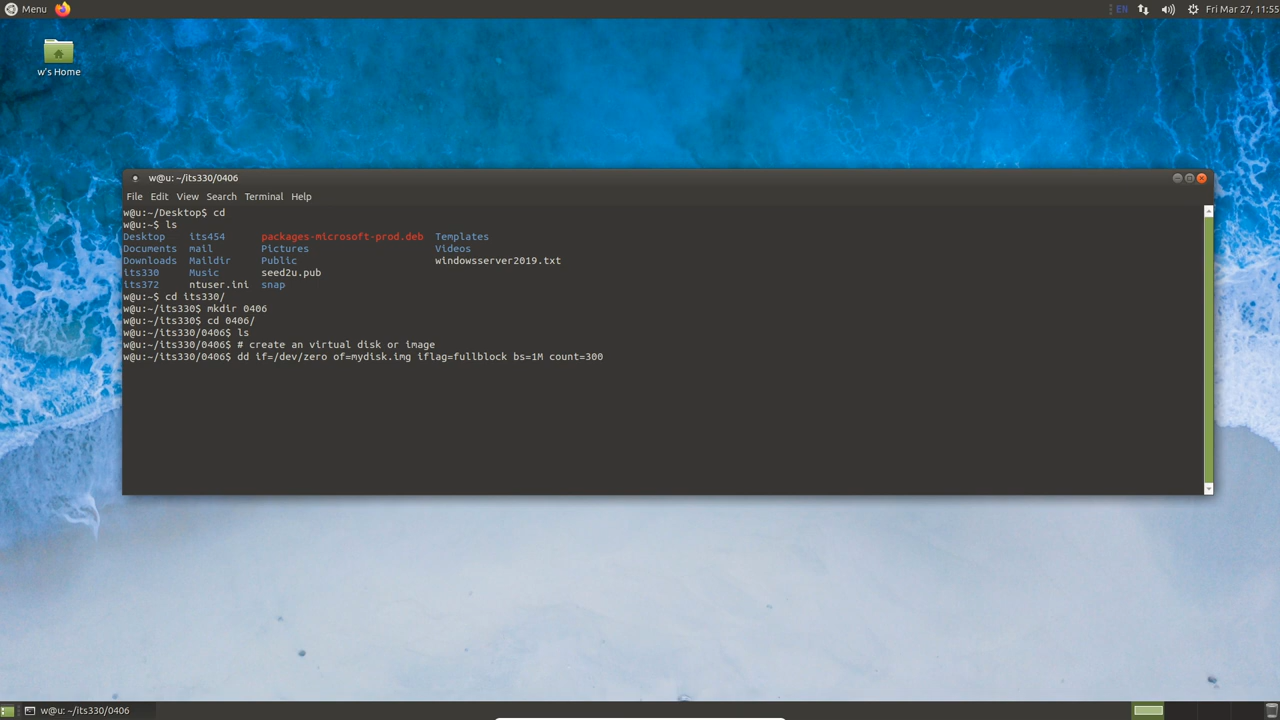 Menu
EN
Fri Mar 27, 11:55
w's Home
w@u: ~/its330/0406
File Edit View Search Terminal Help
w@u:~/Desktop$ cd
w@u:~$ ls
Desktop its454 packages-microsoft-prod.deb Templates
Documents mail Pictures Videos
Downloads Maildir Public windowsserver2019.txt
its330 Music seed2u.pub
its372 ntuser.ini snap
w@u:~$ cd its330/
w@u:~/its330$ mkdir 0406
w@u:~/its330$ cd 0406/
w@u:~/its330/0406$ ls
w@u:~/its330/0406$ # create an virtual disk or image
w@u:~/its330/0406$ dd if=/dev/zero of=mydisk.img iflag=fullblock bs=1M count=300
w@u: ~/its330/0406